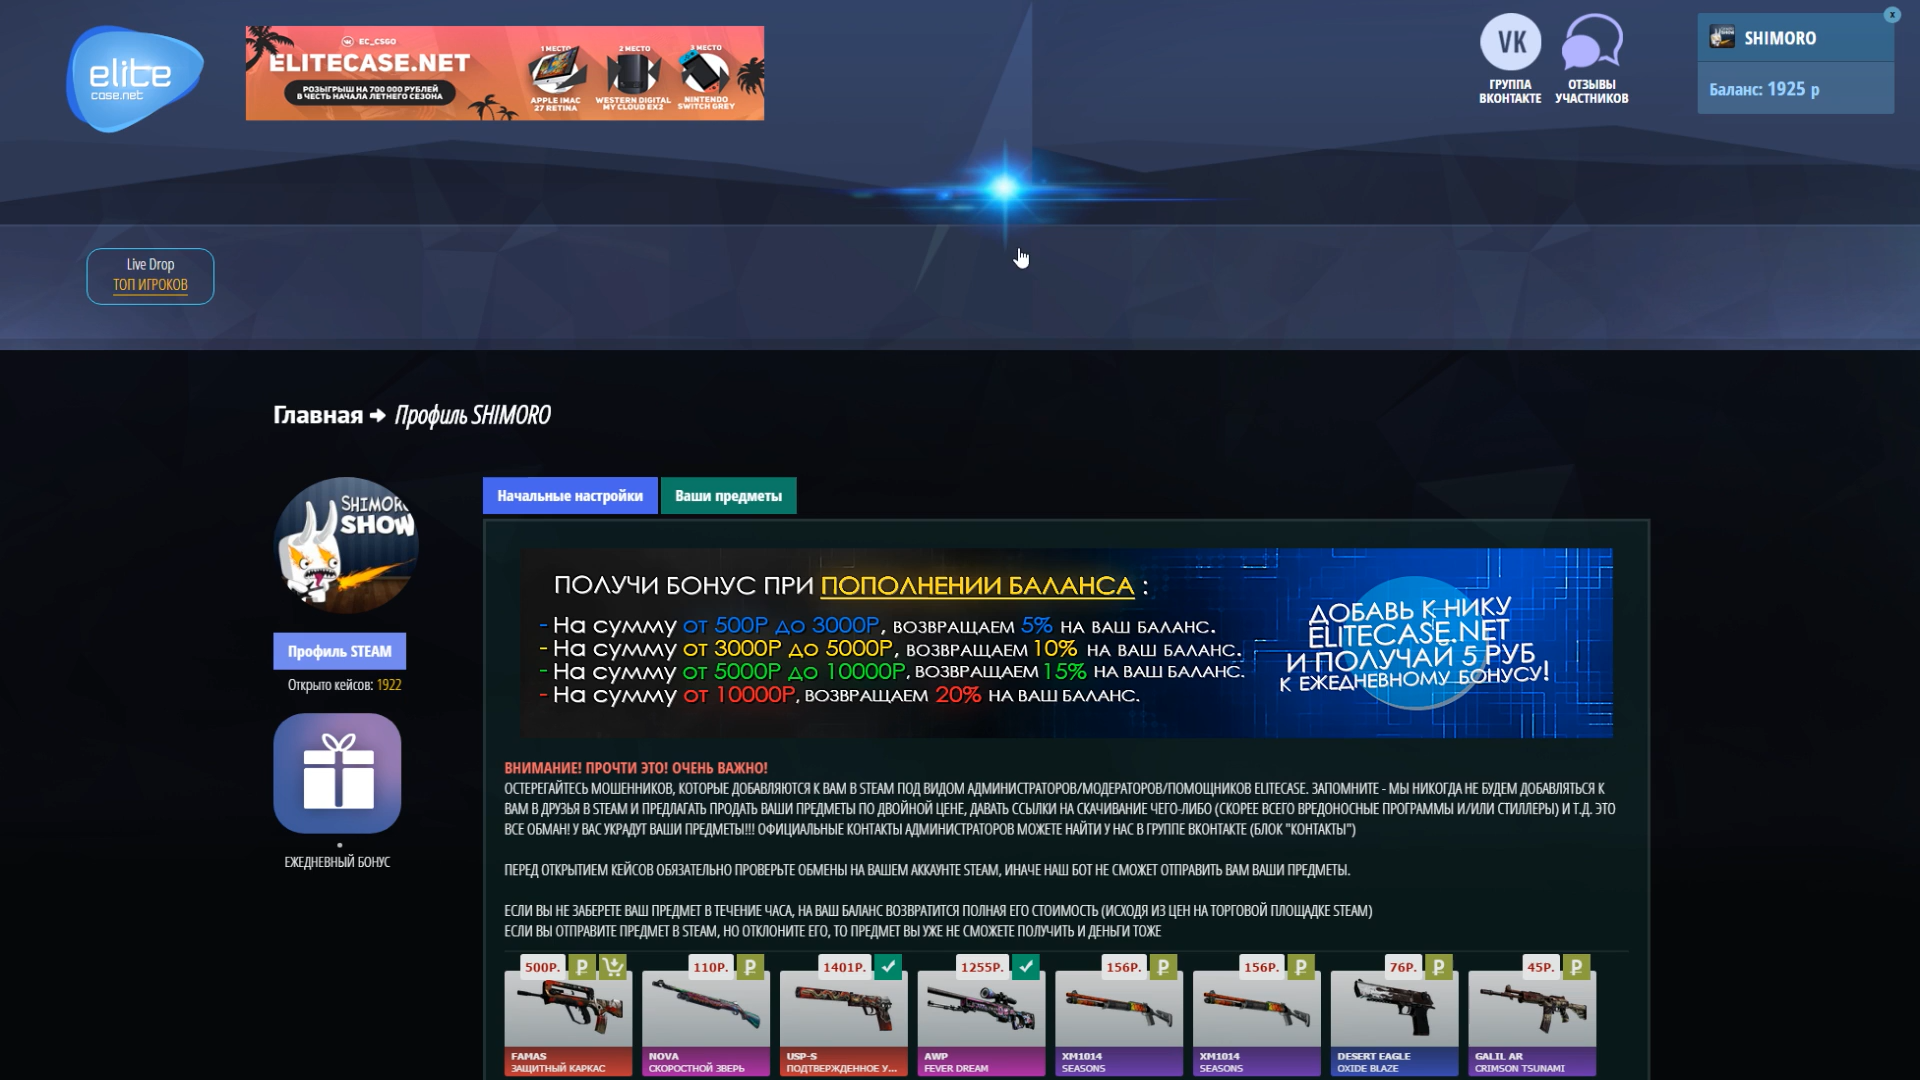 elite
case.net
EC_CSGO
ELITECASE.NET
РОЗЫГРЫШ НА 700 000 РУБЛЕЙ
В ЧЕСТЬ НАЧАЛА ЛЕТНЕГО СЕЗОНА
1 МЕСТО
2 МЕСТО
3 МЕСТО
APPLE IMAC
27 RETINA
WESTERN DIGITAL
MY CLOUD EX2
NINTENDO
SWITCH GREY
VK
ГРУППА
ВКОНТАКТЕ
ОТЗЫВЫ
УЧАСТНИКОВ
x
SHIMORO
Баланс: 1925 р
Live Drop
ТОП ИГРОКОВ
Главная Профиль SHIMORO
SHIMORO
SHOW
Профиль STEAM
Открыто кейсов: 1922
ЕЖЕДНЕВНЫЙ БОНУС
Начальные настройки
Ваши предметы
ПОЛУЧИ БОНУС ПРИ ПОПОЛНЕНИИ БАЛАНСА :
- На сумму от 500Р до 3000Р, ВОЗВРАЩАЕМ 5% НА ВАШ БАЛАНС.
- На сумму от 3000Р до 5000Р, ВОЗВРАЩАЕМ 10% НА ВАШ БАЛАНС.
- На сумму от 5000Р до 10000Р, ВОЗВРАЩАЕМ 15% НА ВАШ БАЛАНС.
- На сумму от 10000Р, ВОЗВРАЩАЕМ 20% НА ВАШ БАЛАНС.
ДОБАВЬ К НИКУ
ELITECASE.NET
И ПОЛУЧАЙ 5 РУБ
К ЕЖЕДНЕВНОМУ БОНУСУ!
ВНИМАНИЕ! ПРОЧТИ ЭТО! ОЧЕНЬ ВАЖНО!
ОСТЕРЕГАЙТЕСЬ МОШЕННИКОВ, КОТОРЫЕ ДОБАВЛЯЮТСЯ К ВАМ В STEAM ПОД ВИДОМ АДМИНИСТРАТОРОВ/МОДЕРАТОРОВ/ПОМОЩНИКОВ ELITECASE. ЗАПОМНИТЕ - МЫ НИКОГДА НЕ БУДЕМ ДОБАВЛЯТЬСЯ К
ВАМ В ДРУЗЬЯ В STEAM И ПРЕДЛАГАТЬ ПРОДАТЬ ВАШИ ПРЕДМЕТЫ ПО ДВОЙНОЙ ЦЕНЕ, ДАВАТЬ ССЫЛКИ НА СКАЧИВАНИЕ ЧЕГО-ЛИБО (СКОРЕЕ ВСЕГО ВРЕДОНОСНЫЕ ПРОГРАММЫ И/ИЛИ СТИЛЛЕРЫ) И Т.Д. ЭТО
ВСЕ ОБМАН! У ВАС УКРАДУТ ВАШИ ПРЕДМЕТЫ!!! ОФИЦИАЛЬНЫЕ КОНТАКТЫ АДМИНИСТРАТОРОВ МОЖЕТЕ НАЙТИ У НАС В ГРУППЕ ВКОНТАКТЕ (БЛОК "КОНТАКТЫ")
ПЕРЕД ОТКРЫТИЕМ КЕЙСОВ ОБЯЗАТЕЛЬНО ПРОВЕРЬТЕ ОБМЕНЫ НА ВАШЕМ АККАУНТЕ STEAM, ИНАЧЕ НАШ БОТ НЕ СМОЖЕТ ОТПРАВИТЬ ВАМ ВАШИ ПРЕДМЕТЫ.
ЕСЛИ ВЫ НЕ ЗАБЕРЕТЕ ВАШ ПРЕДМЕТ В ТЕЧЕНИЕ ЧАСА, НА ВАШ БАЛАНС ВОЗВРАТИТСЯ ПОЛНАЯ ЕГО СТОИМОСТЬ (ИСХОДЯ ИЗ ЦЕН НА ТОРГОВОЙ ПЛОЩАДКЕ STEAM)
ЕСЛИ ВЫ ОТПРАВИТЕ ПРЕДМЕТ В STEAM, НО ОТКЛОНИТЕ ЕГО, ТО ПРЕДМЕТ ВЫ УЖЕ НЕ СМОЖЕТЕ ПОЛУЧИТЬ И ДЕНЬГИ ТОЖЕ
500Р.
110Р.
1401Р.
1255Р.
156Р.
156Р.
76Р.
45Р.
FAMAS
ЗАЩИТНЫЙ КАРКАС
NOVA
СКОРОСТНОЙ ЗВЕРЬ
USP-S
ПОДТВЕРЖДЕННОЕ У...
AWP
FEVER DREAM
XM1014
SEASONS
XM1014
SEASONS
DESERT EAGLE
OXIDE BLAZE
GALIL AR
CRIMSON TSUNAMI